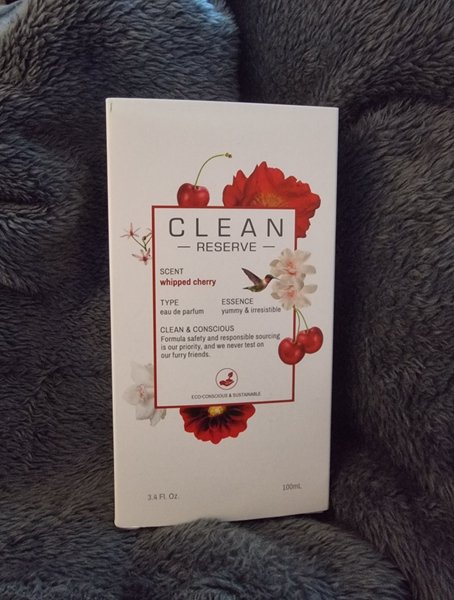 CLEAN
— RESERVE —
SCENT
whipped cherry
TYPE
eau de parfum
ESSENCE
yummy & irresistible
CLEAN & CONSCIOUS
Formula safety and responsible sourcing
is our priority, and we never test on
our furry friends.
ECO-CONSCIOUS & SUSTAINABLE
3.4 Fl. Oz.
100mL